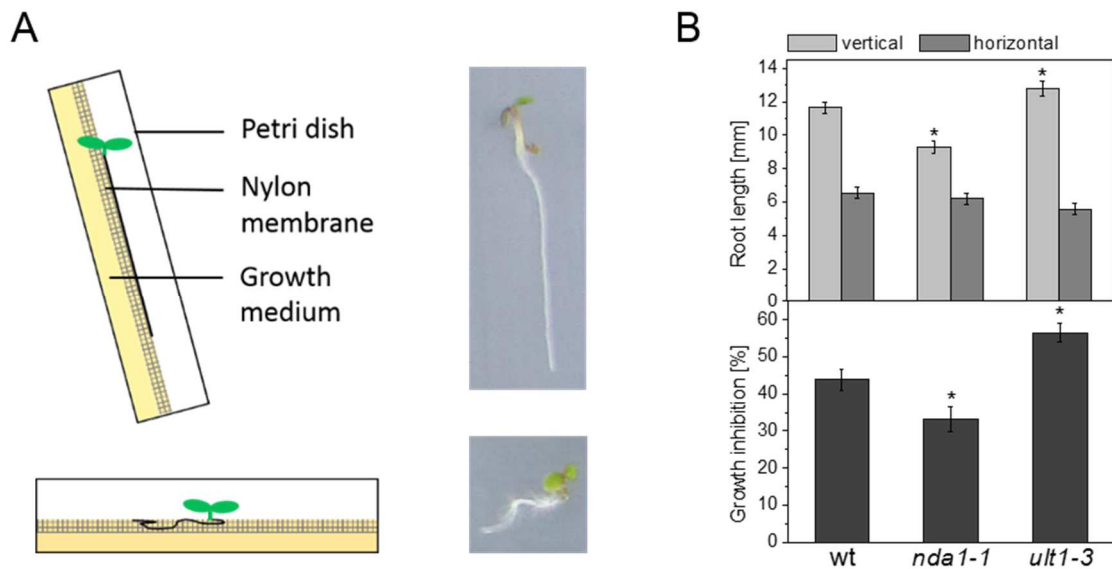 A
Petri dish
Nylon
membrane
Growth
medium
B
vertical horizontal
Root length [mm]
14
12
10
8
6
4
2
0
* *
Growth inhibition [%]
60
50
40
30
20
10
0
* *
wt nda1-1 ult1-3